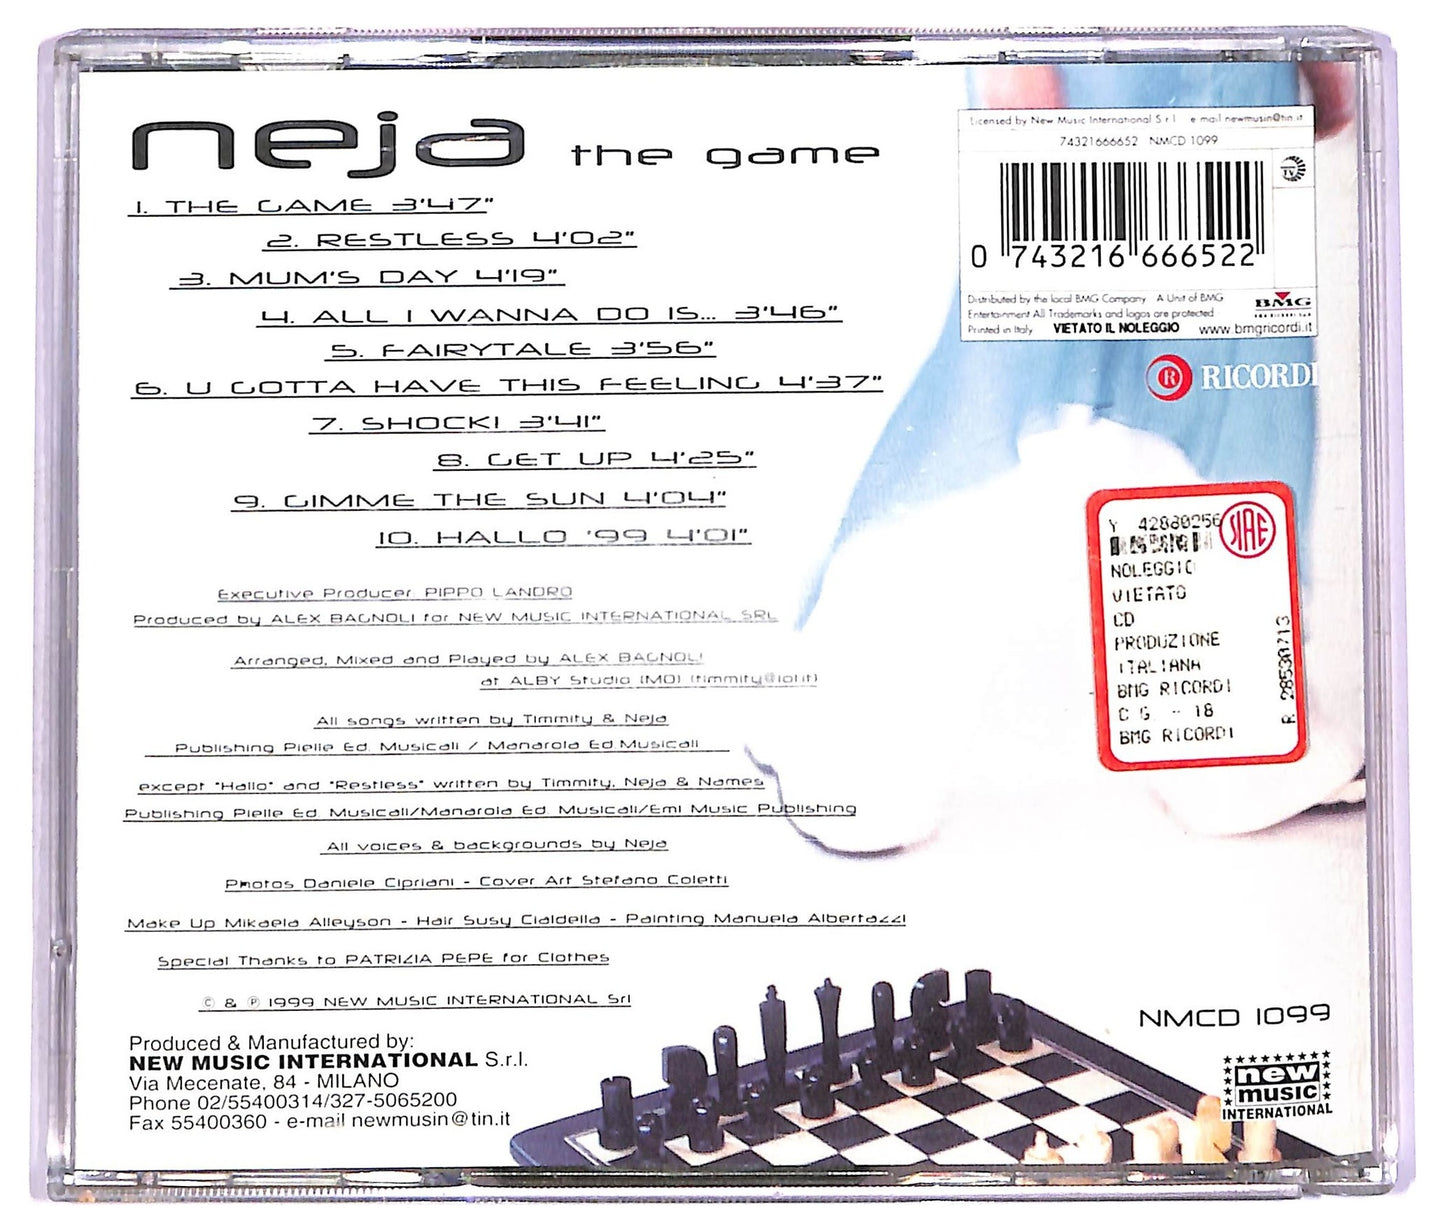 neja the game
1. THE GAME 3'47"
2. RESTLESS 4'02"
3. MUM'S DAY 4'19"
4. ALL I WANNA DO IS... 3'46"
5. FAIRYTALE 3'56"
6. U GOTTA HAVE THIS FEELING 4'37"
7. SHOCK! 3'41"
8. GET UP 4'25"
9. GIMME THE SUN 4'04"
10. HALLO '99 4'01"
Executive Producer, PIPPO LANDRO
Produced by ALEX BAGNOLI for NEW MUSIC INTERNATIONAL SRL
Arranged, Mixed and Played by ALEX BAGNOLI
at ALBY Studio (MO) (timmity@iol.it)
All songs written by Timmity & Neja
Publishing Pielle Ed. Musicali / Manarola Ed.Musicali
except "Hallo" and "Restless" written by Timmity, Neja & Names
Publishing Pielle Ed. Musicali/Manarola Ed. Musicali/Emi Music Publishing
All voices & backgrounds by Neja
Photos Daniele Cipriani - Cover Art Stefano Coletti
Make Up Mikaela Alleyson - Hair Susy Cialdella - Painting Manuela Albertazzi
Special Thanks to PATRIZIA PEPE for Clothes
© & ℗ 1999 NEW MUSIC INTERNATIONAL Srl
Produced & Manufactured by:
NEW MUSIC INTERNATIONAL S.r.l.
Via Mecenate, 84 - MILANO
Phone 02/55400314/327-5065200
Fax 55400360 - e-mail newmusin@tin.it
Licensed by New Music International S.r.l. e mail newmusin@tin.it
74321666652 NMCD 1099
0 743216 666522
Distributed by the local BMG Company A Unit of BMG
Entertainment All Trademarks and logos are protected
Printed in Italy VIETATO IL NOLEGGIO www.bmgricordi.it
BMG
RICORDI
R RICORDI
Y 42880256
SIAE
NOLEGGIO
VIETATO
CD
PRODUZIONE
ITALIANA
BMG RICORDI
C.G. - 18
BMG RICORDI
R 28530713
NMCD 1099
new
music
INTERNATIONAL